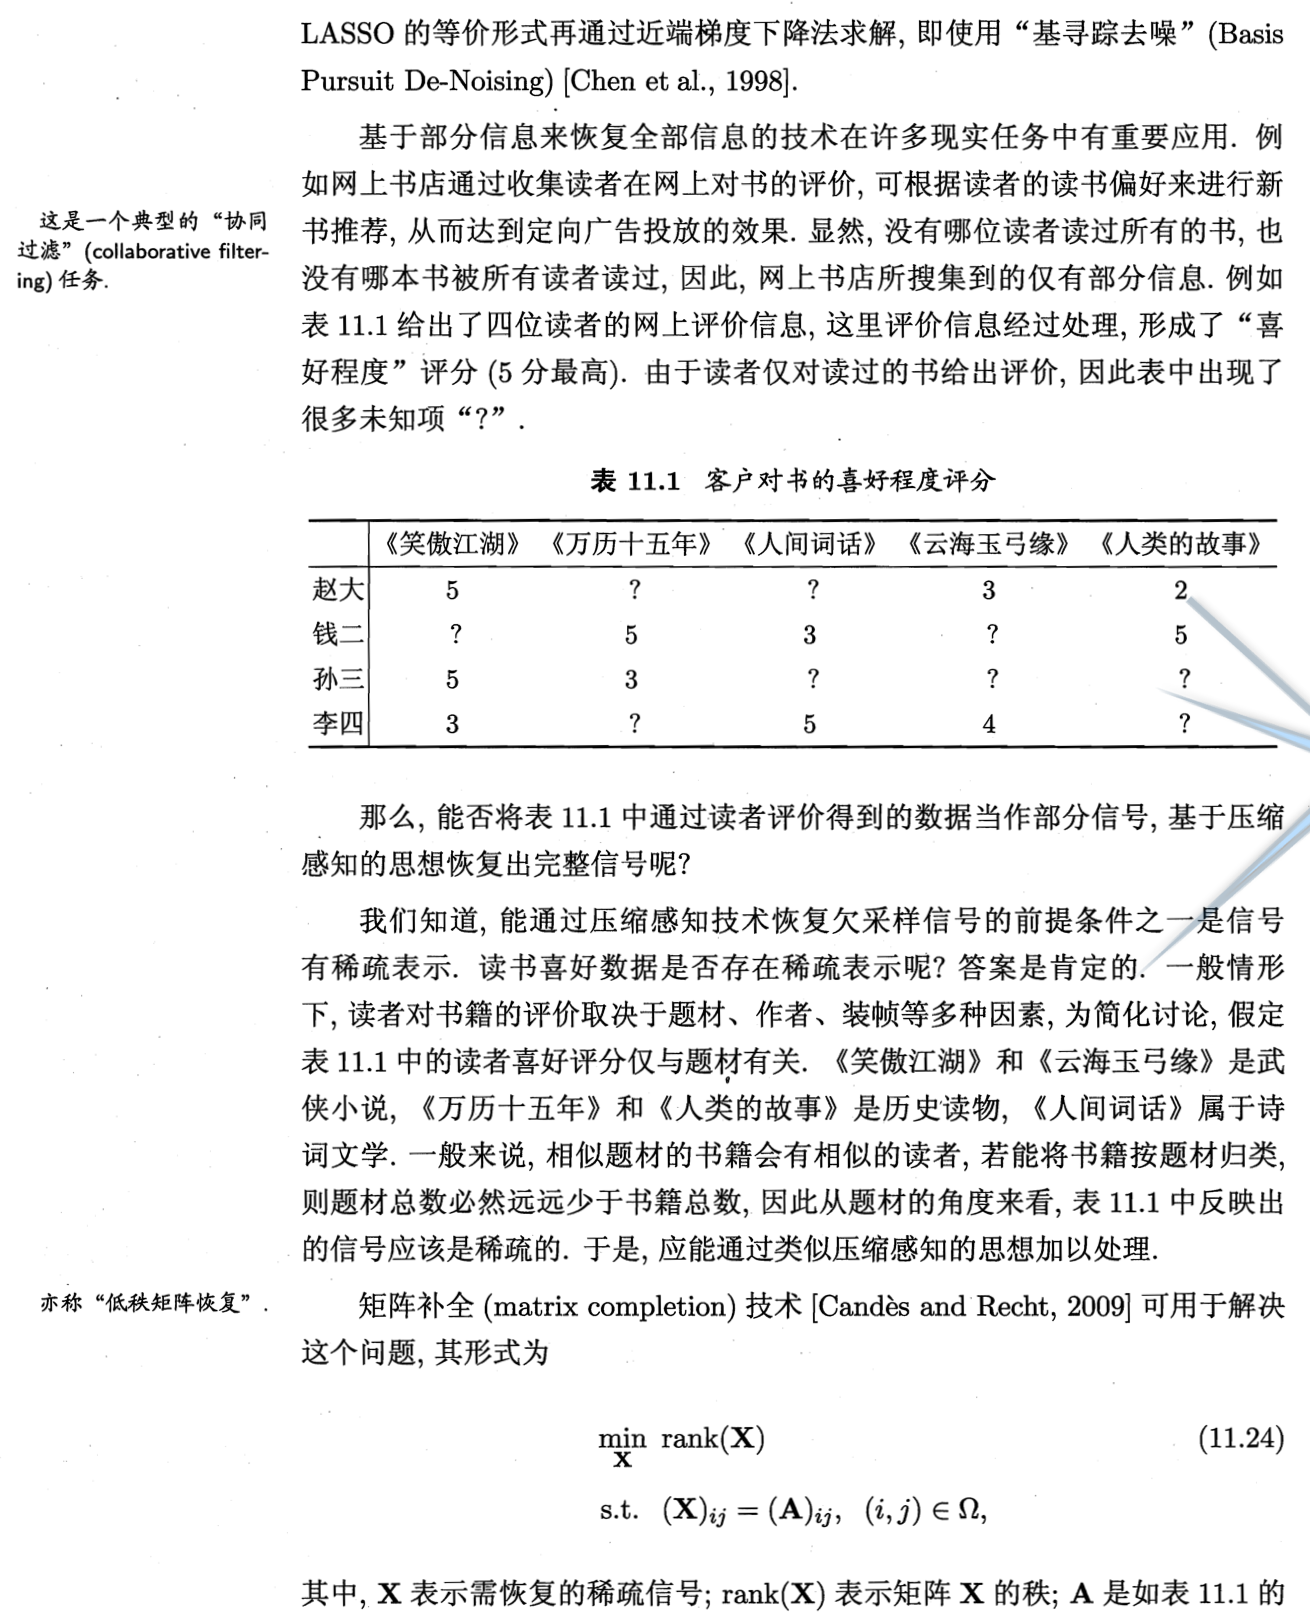 LASSO 的等价形式再通过近端梯度下降法求解, 即使用“基寻踪去噪”(Basis
Pursuit De-Noising) [Chen et al., 1998].
基于部分信息来恢复全部信息的技术在许多现实任务中有重要应用. 例
如网上书店通过收集读者在网上对书的评价, 可根据读者的读书偏好来进行新
这是一个典型的“协同
过滤”(collaborative filter-
ing) 任务.
书推荐, 从而达到定向广告投放的效果. 显然, 没有哪位读者读过所有的书, 也
没有哪本书被所有读者读过, 因此, 网上书店所搜集到的仅有部分信息. 例如
表 11.1 给出了四位读者的网上评价信息, 这里评价信息经过处理, 形成了“喜
好程度”评分 (5 分最高). 由于读者仅对读过的书给出评价, 因此表中出现了
很多未知项“?”.
表 11.1 客户对书的喜好程度评分
《笑傲江湖》 《万历十五年》 《人间词话》 《云海玉弓缘》 《人类的故事》
赵大 5 ? ? 3 2
钱二 ? 5 3 ? 5
孙三 5 3 ? ? ?
李四 3 ? 5 4 ?
那么, 能否将表 11.1 中通过读者评价得到的数据当作部分信号, 基于压缩
感知的思想恢复出完整信号呢?
我们知道, 能通过压缩感知技术恢复欠采样信号的前提条件之一是信号
有稀疏表示. 读书喜好数据是否存在稀疏表示呢? 答案是肯定的. 一般情形
下, 读者对书籍的评价取决于题材、作者、装帧等多种因素, 为简化讨论, 假定
表 11.1 中的读者喜好评分仅与题材有关. 《笑傲江湖》和《云海玉弓缘》是武
侠小说, 《万历十五年》和《人类的故事》是历史读物, 《人间词话》属于诗
词文学. 一般来说, 相似题材的书籍会有相似的读者, 若能将书籍按题材归类,
则题材总数必然远远少于书籍总数, 因此从题材的角度来看, 表 11.1 中反映出
的信号应该是稀疏的. 于是, 应能通过类似压缩感知的思想加以处理.
亦称“低秩矩阵恢复”.
矩阵补全 (matrix completion) 技术 [Candès and Recht, 2009] 可用于解决
这个问题, 其形式为
min rank(X) (11.24)
X
s.t. (X)ij = (A)ij, (i, j) ∈ Ω,
其中, X 表示需恢复的稀疏信号; rank(X) 表示矩阵 X 的秩; A 是如表 11.1 的